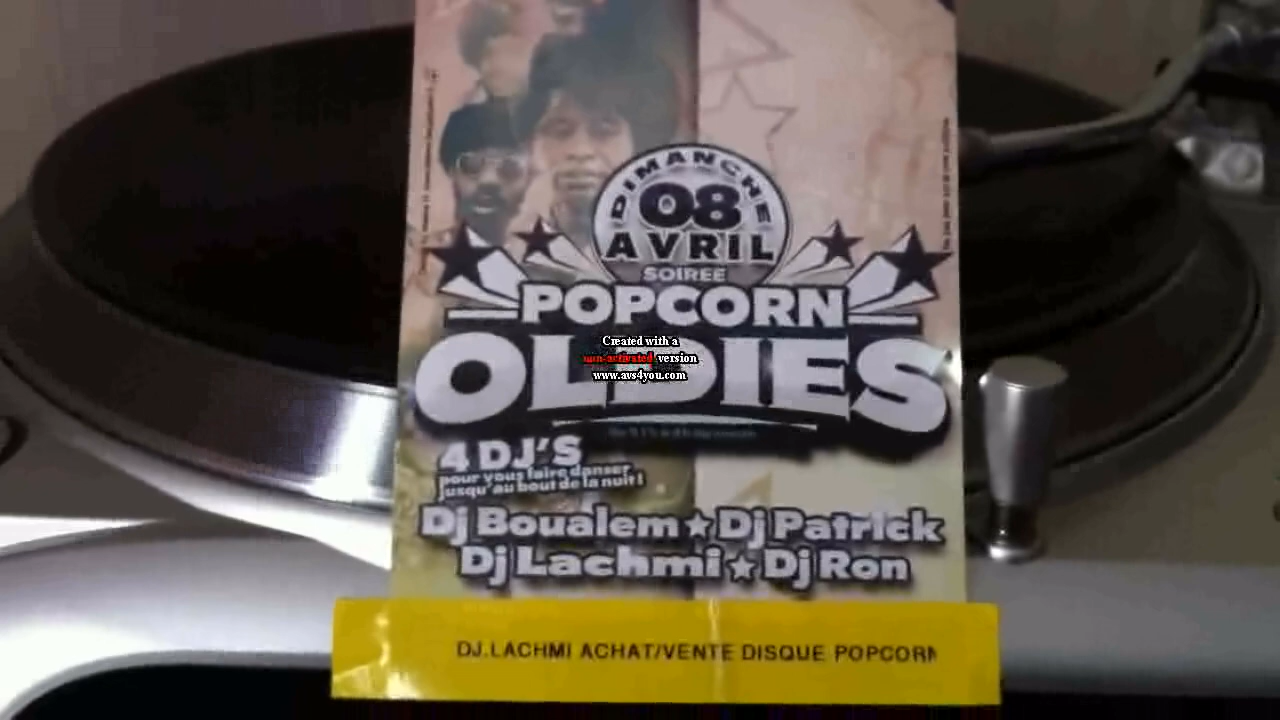 DIMANCHE
08
AVRIL
SOIREE
POPCORN
OLDIES
Created with a
non-activated version
www.avs4you.com
4 DJ'S
pour vous faire danser
jusqu'au bout de la nuit !
Dj Boualem ★ Dj Patrick
Dj Lachmi ★ Dj Ron
DJ.LACHMI ACHAT/VENTE DISQUE POPCORN